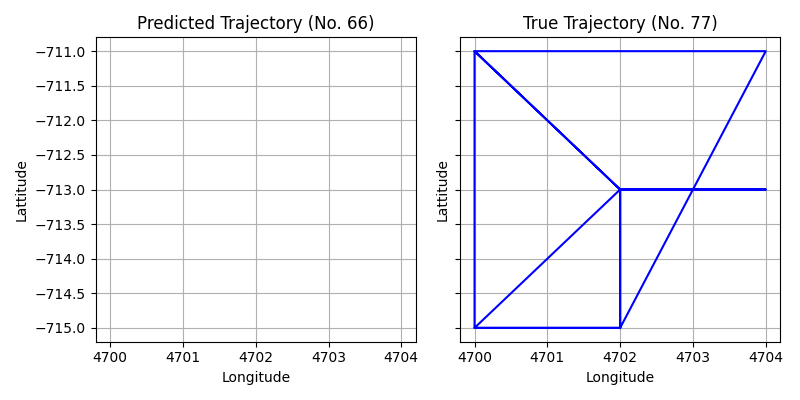 Predicted Trajectory (No. 66)
True Trajectory (No. 77)
Lattitude
−711.0
−711.5
−712.0
−712.5
−713.0
−713.5
−714.0
−714.5
−715.0
4700 4701 4702 4703 4704
Longitude
Lattitude
4700 4701 4702 4703 4704
Longitude